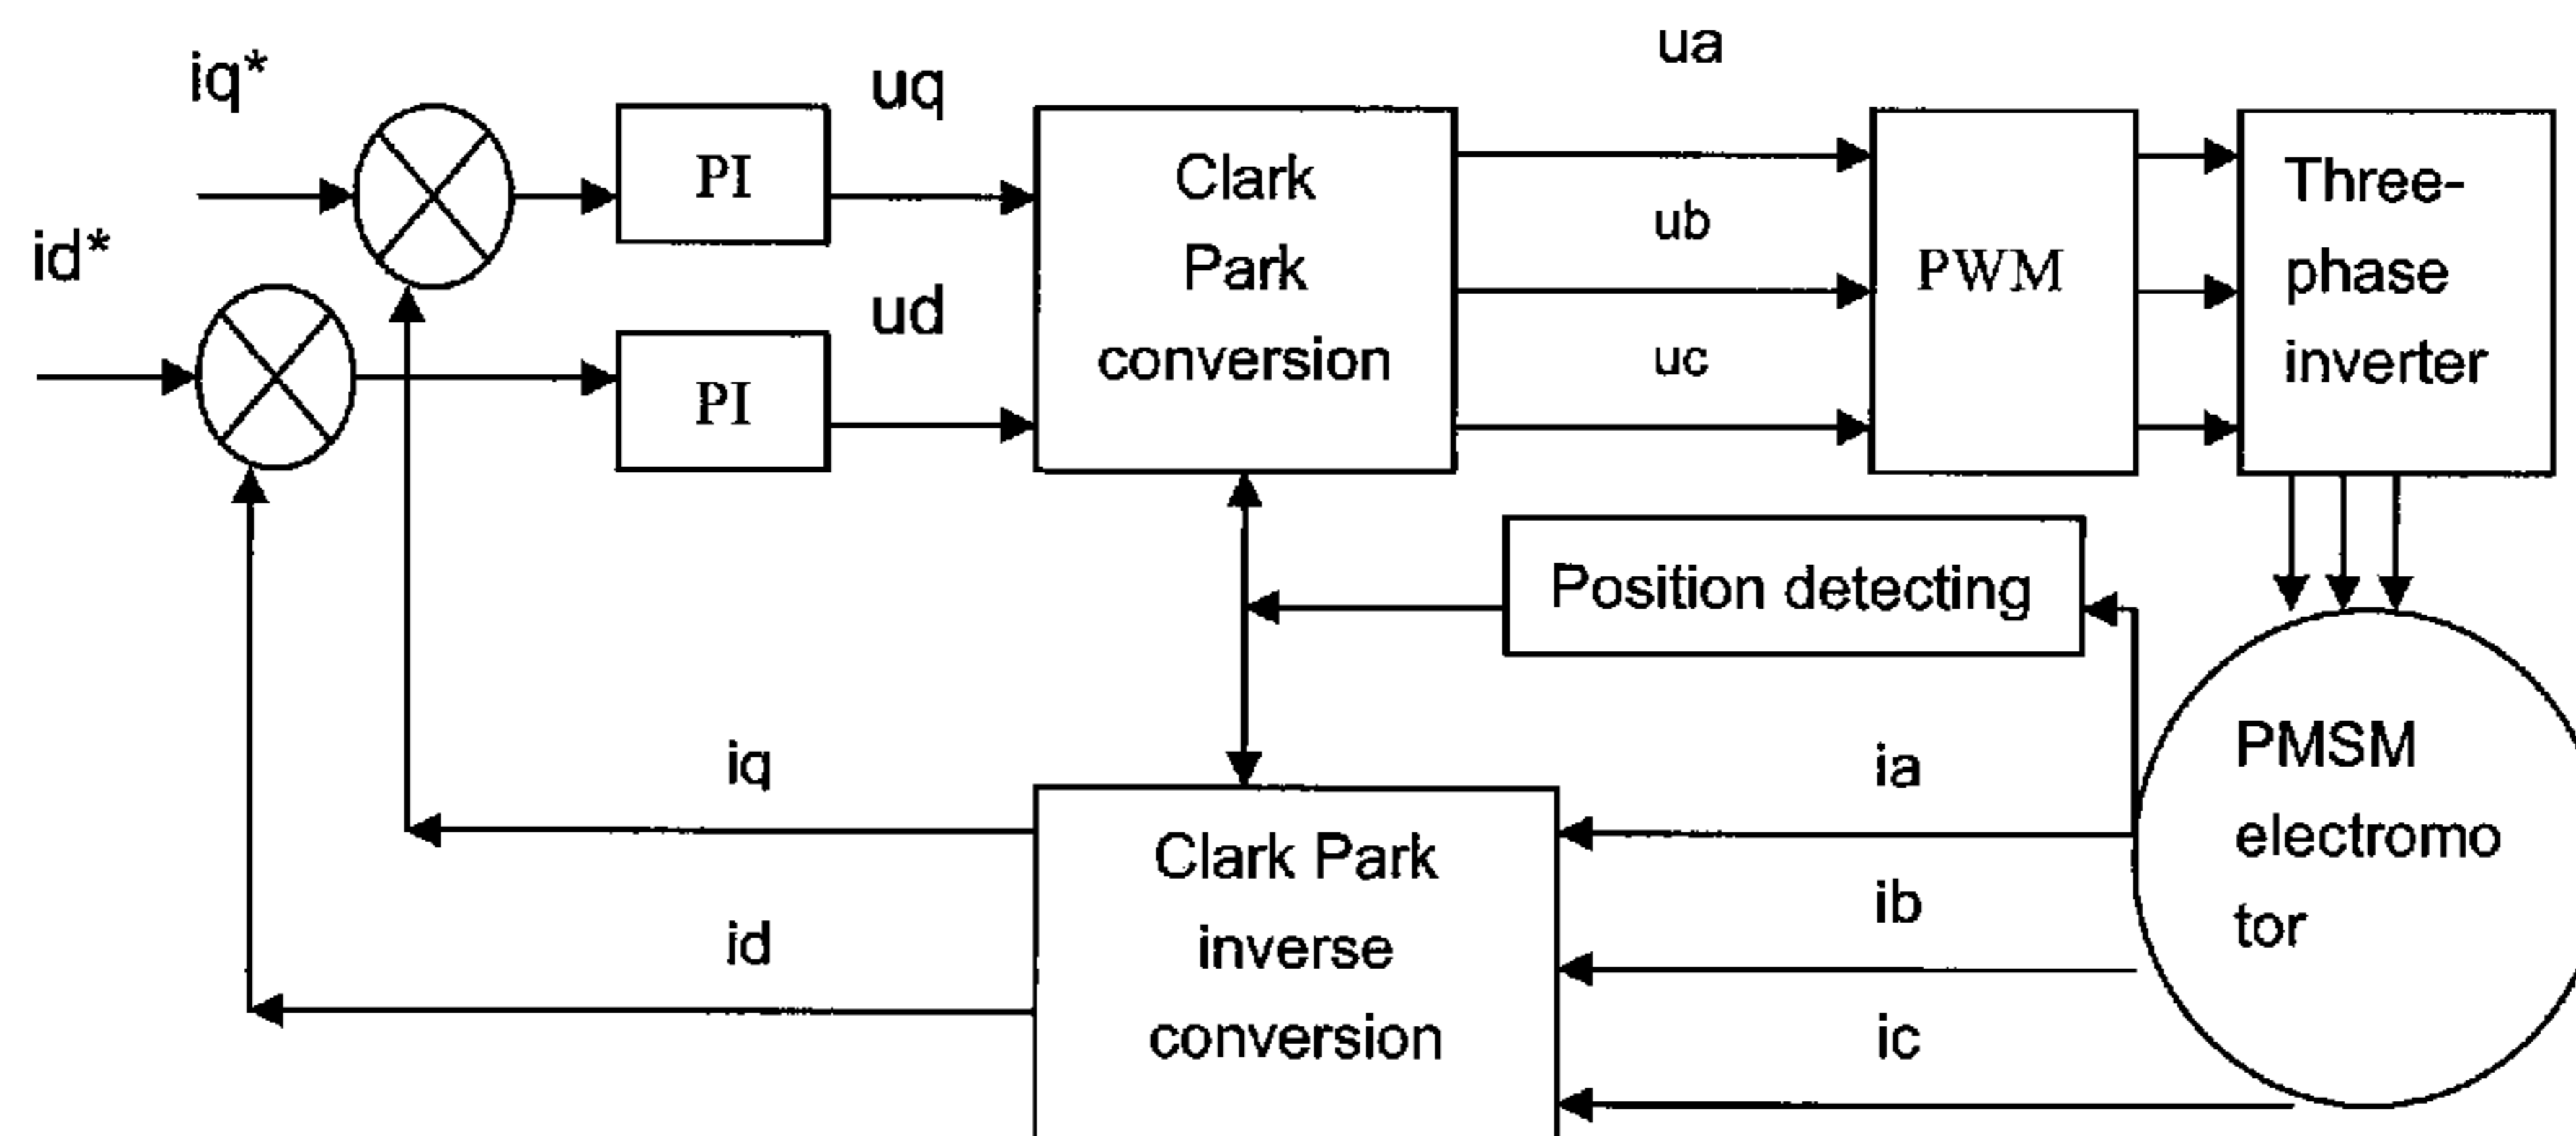 iq*
id*
PI
uq
PI
ud
Clark
Park
conversion
ua
ub
uc
PWM
Three-
phase
inverter
Position detecting
PMSM
electromo
tor
ia
ib
ic
Clark Park
inverse
conversion
iq
id